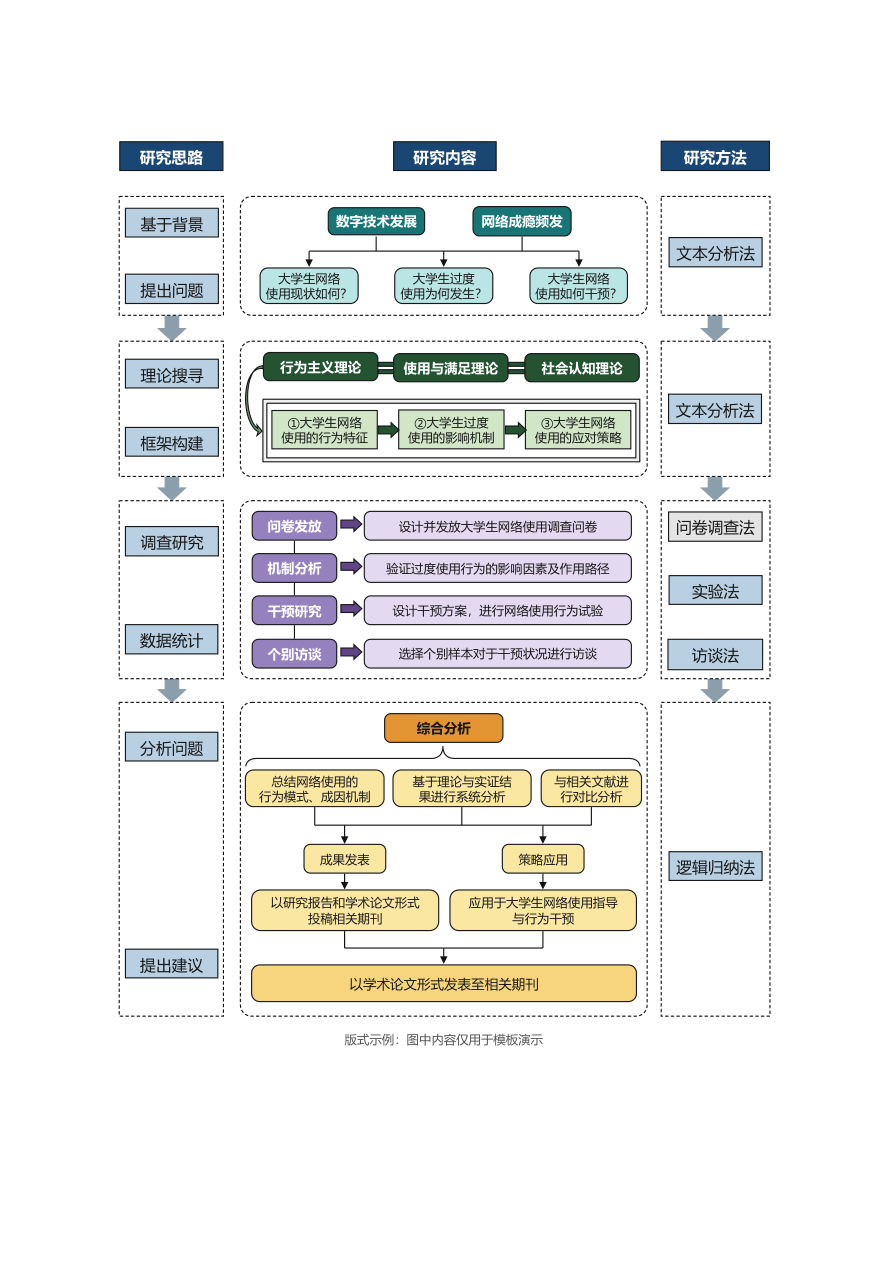 研究思路
研究内容
研究方法
基于背景
提出问题
数字技术发展
网络成瘾频发
大学生网络
使用现状如何？
大学生过度
使用为何发生？
大学生网络
使用如何干预？
文本分析法
理论搜寻
框架构建
行为主义理论
使用与满足理论
社会认知理论
①大学生网络
使用的行为特征
②大学生过度
使用的影响机制
③大学生网络
使用的应对策略
文本分析法
调查研究
数据统计
问卷发放
设计并发放大学生网络使用调查问卷
机制分析
验证过度使用行为的影响因素及作用路径
干预研究
设计干预方案，进行网络使用行为试验
个别访谈
选择个别样本对于干预状况进行访谈
问卷调查法
实验法
访谈法
分析问题
提出建议
综合分析
总结网络使用的
行为模式、成因机制
基于理论与实证结
果进行系统分析
与相关文献进
行对比分析
成果发表
策略应用
以研究报告和学术论文形式
投稿相关期刊
应用于大学生网络使用指导
与行为干预
以学术论文形式发表至相关期刊
逻辑归纳法
版式示例：图中内容仅用于模板演示